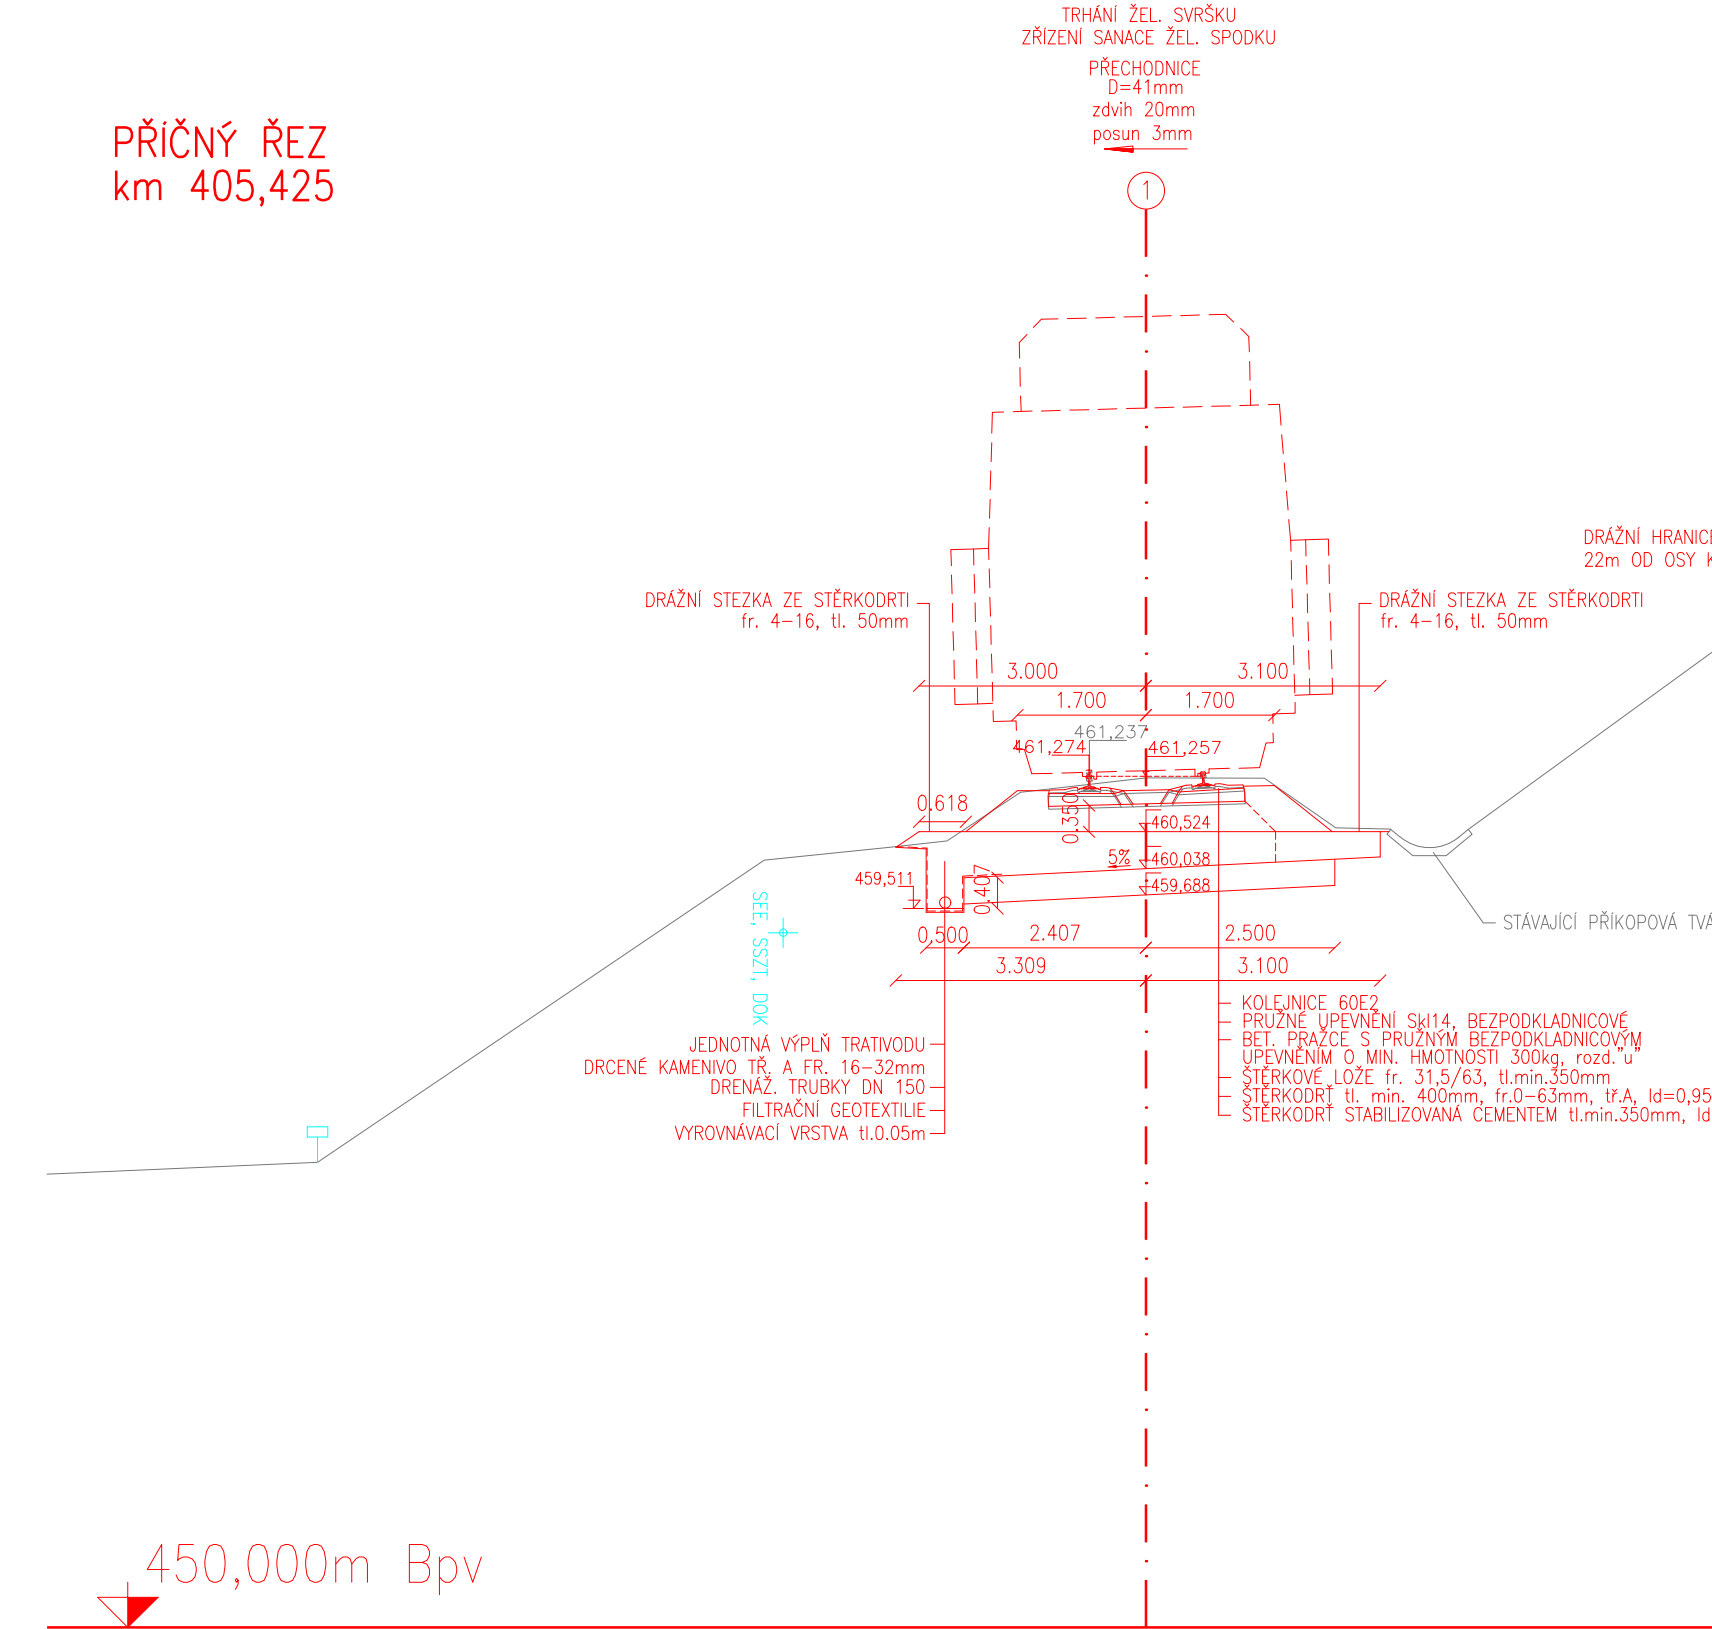 TRHÁNÍ ŽEL. SVRŠKU
ZŘÍZENÍ SANACE ŽEL. SPODKU
PŘECHODNICE
D=41mm
zdvih 20mm
posun 3mm
PŘÍČNÝ ŘEZ
km 405,425
1
DRÁŽNÍ HRANICE
22m OD OSY K
DRÁŽNÍ STEZKA ZE STĚRKODRTI
fr. 4-16, tl. 50mm
DRÁŽNÍ STEZKA ZE STĚRKODRTI
fr. 4-16, tl. 50mm
3.000
3.100
1.700
1.700
461,237
461,274
461,257
0.618
0.350
460,524
5%
460,038
459,511
0.407
459,688
SEE, SSZT, DOK
STÁVAJÍCÍ PŘÍKOPOVÁ TVÁ
0.500
2.407
2.500
3.309
3.100
KOLEJNICE 60E2
PRUŽNÉ UPEVNĚNÍ Skl14, BEZPODKLADNICOVÉ
BET. PRAŽCE S PRUŽNÝM BEZPODKLADNICOVÝM
UPEVNĚNÍM O MIN. HMOTNOSTI 300kg, rozd."u"
ŠTĚRKOVÉ LOŽE fr. 31,5/63, tl.min.350mm
ŠTĚRKODRŤ tl. min. 400mm, fr.0-63mm, tř.A, Id=0,95
ŠTĚRKODRŤ STABILIZOVANÁ CEMENTEM tl.min.350mm, Id
JEDNOTNÁ VÝPLŇ TRATIVODU
DRCENÉ KAMENIVO TŘ. A FR. 16-32mm
DRENÁŽ. TRUBKY DN 150
FILTRAČNÍ GEOTEXTILIE
VYROVNÁVACÍ VRSTVA tl.0.05m
450,000m Bpv